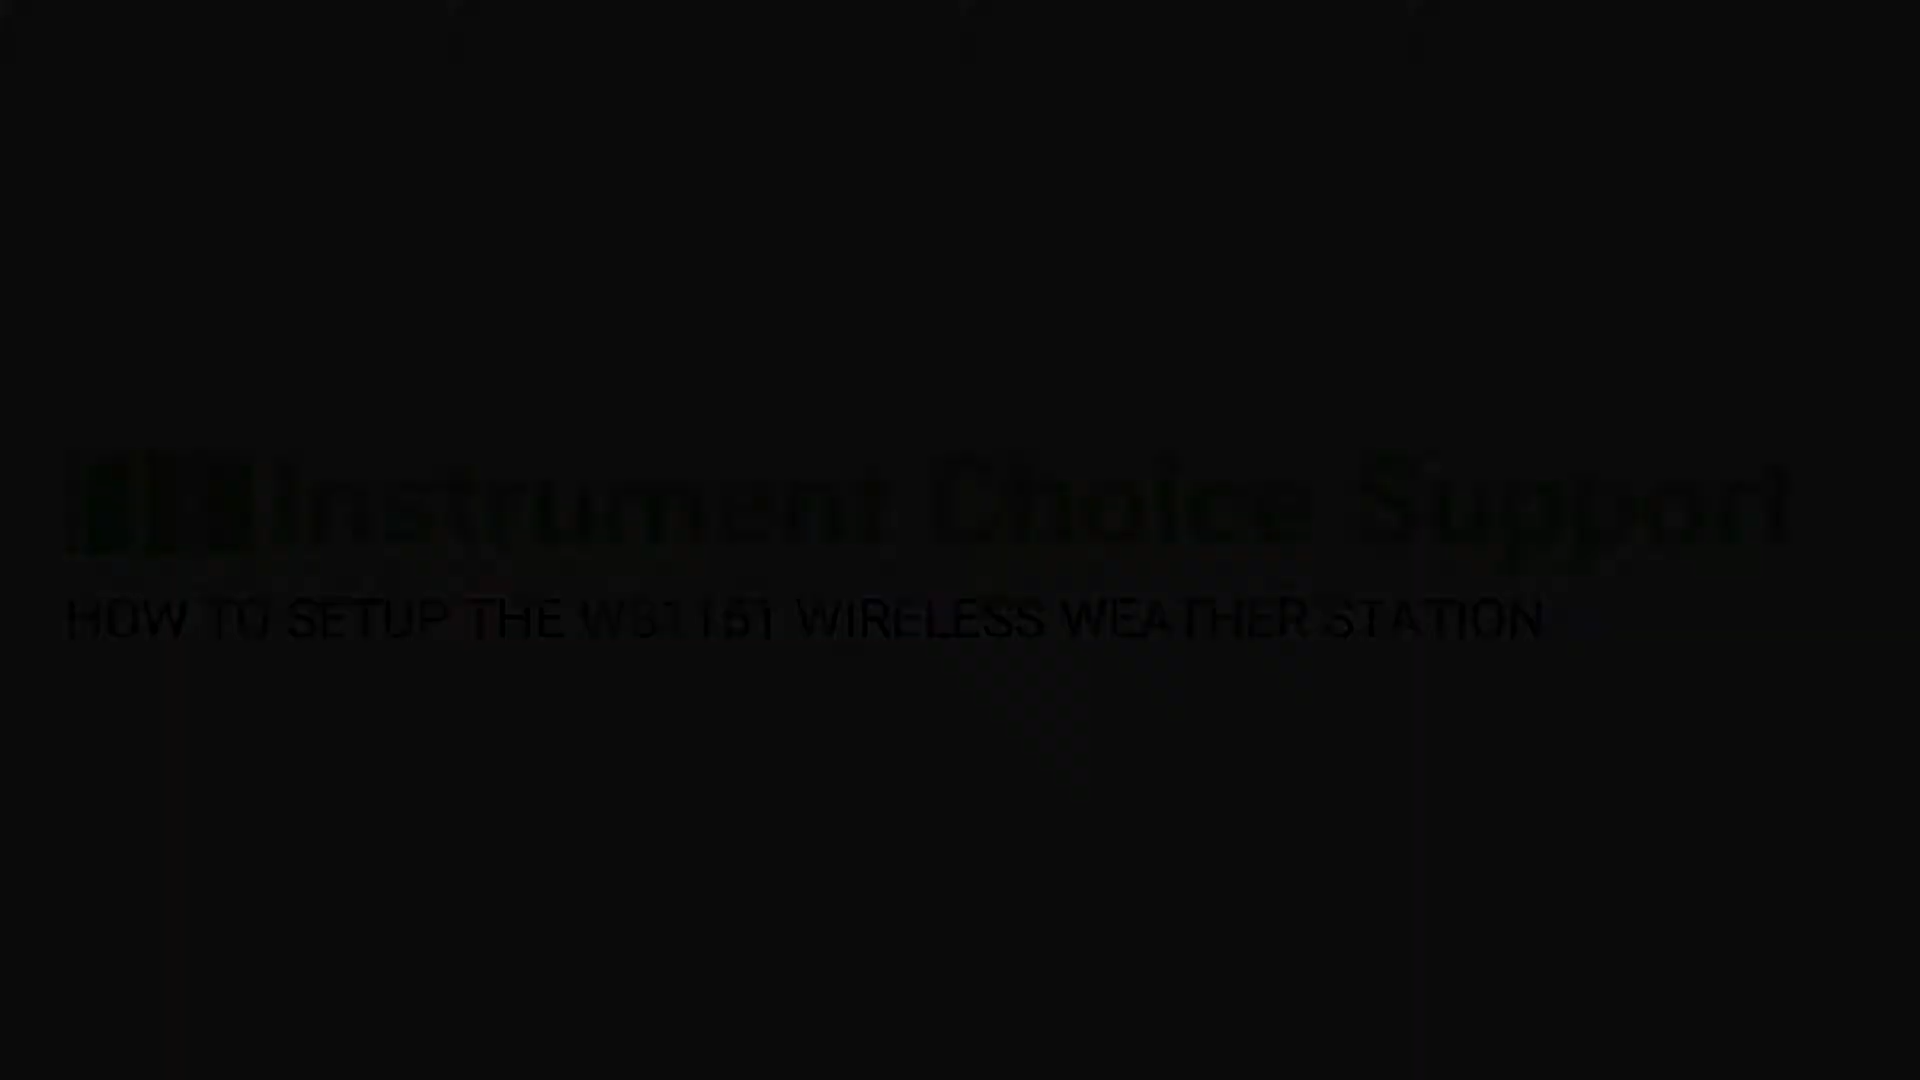 Instrument Choice Support
HOW TO SETUP THE WIRELESS WEATHER STATION